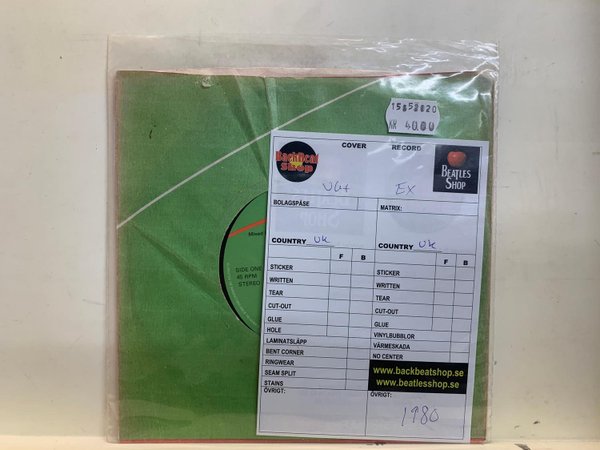 15852820
KR 40.00
BackBeat
Shop
COVER RECORD
BEATLES
SHOP
VG+ EX
BOLAGSPÅSE MATRIX:
COUNTRY UK COUNTRY UK
F B F B
STICKER STICKER
WRITTEN WRITTEN
TEAR TEAR
CUT-OUT CUT-OUT
GLUE GLUE
HOLE VINYLBUBBLOR
LAMINATSLÄPP VÄRMESKADA
BENT CORNER NO CENTER
RINGWEAR
SEAM SPLIT
STAINS
www.backbeatshop.se
www.beatlesshop.se
ÖVRIGT: ÖVRIGT:
1980
Mixed
SIDE ONE
45 RPM
STEREO